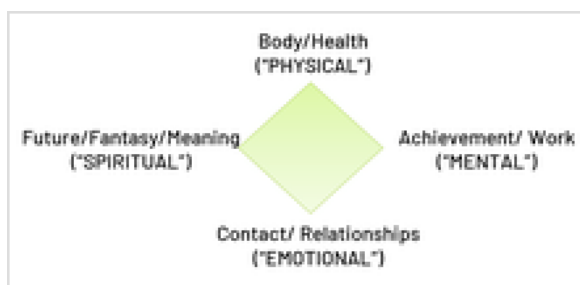 Body/Health
("PHYSICAL")
Future/Fantasy/Meaning
("SPIRITUAL")
Achievement/ Work
("MENTAL")
Contact/ Relationships
("EMOTIONAL")